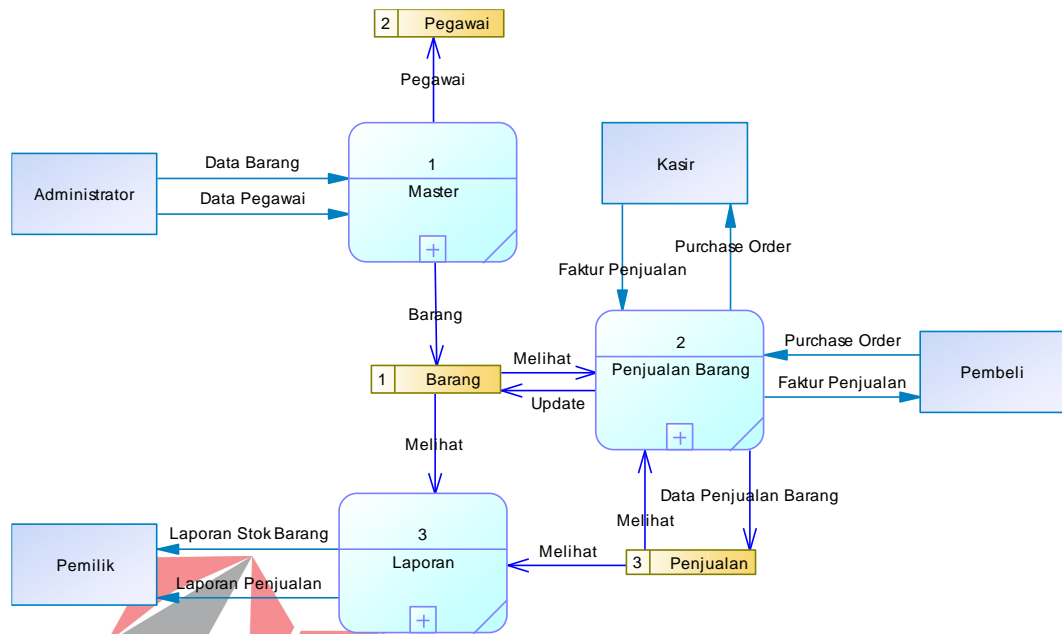 2 Pegawai
Pegawai
1
Master
Administrator
Data Barang
Data Pegawai
Kasir
Purchase Order
Faktur Penjualan
Barang
1 Barang
Melihat
Update
2
Penjualan Barang
Purchase Order
Faktur Penjualan
Pembeli
Melihat
Data Penjualan Barang
Melihat
3 Penjualan
Melihat
3
Laporan
Laporan Stok Barang
Laporan Penjualan
Pemilik